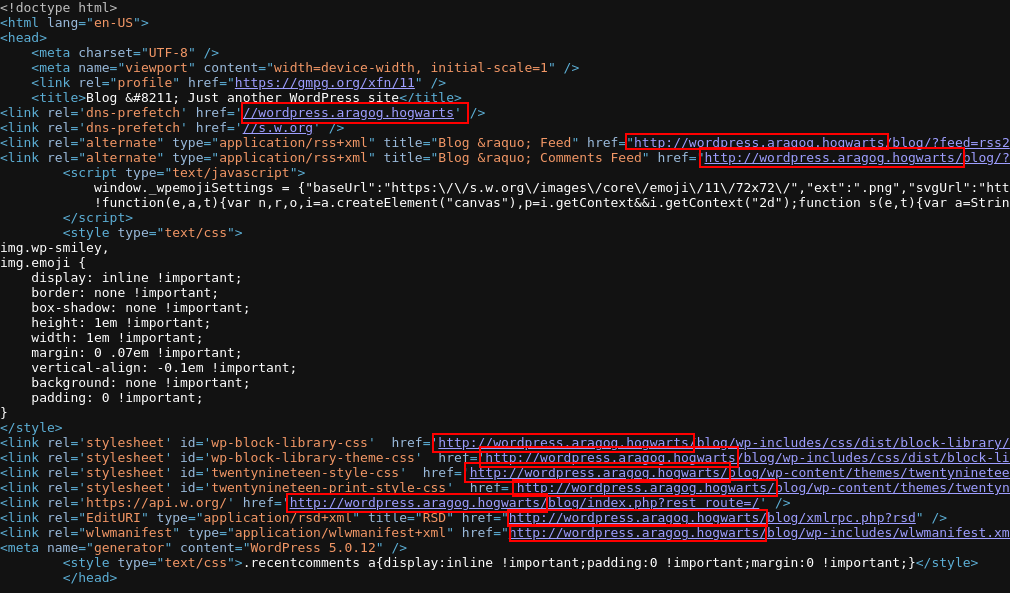 <!doctype html>
<html lang="en-US">
<head>
    <meta charset="UTF-8" />
    <meta name="viewport" content="width=device-width, initial-scale=1" />
    <link rel="profile" href="https://gmpg.org/xfn/11" />
    <title>Blog &#8211; Just another WordPress site</title>
<link rel='dns-prefetch' href='//wordpress.aragog.hogwarts' />
<link rel='dns-prefetch' href='//s.w.org' />
<link rel="alternate" type="application/rss+xml" title="Blog &raquo; Feed" href="http://wordpress.aragog.hogwarts/blog/?feed=rss2
<link rel="alternate" type="application/rss+xml" title="Blog &raquo; Comments Feed" href="http://wordpress.aragog.hogwarts/blog/?
        <script type="text/javascript">
            window._wpemojiSettings = {"baseUrl":"https:\/\/s.w.org\/images\/core\/emoji\/11\/72x72\/","ext":".png","svgUrl":"htt
            !function(e,a,t){var n,r,o,i=a.createElement("canvas"),p=i.getContext&&i.getContext("2d");function s(e,t){var a=Strin
        </script>
        <style type="text/css">
img.wp-smiley,
img.emoji {
    display: inline !important;
    border: none !important;
    box-shadow: none !important;
    height: 1em !important;
    width: 1em !important;
    margin: 0 .07em !important;
    vertical-align: -0.1em !important;
    background: none !important;
    padding: 0 !important;
}
</style>
<link rel='stylesheet' id='wp-block-library-css'  href='http://wordpress.aragog.hogwarts/blog/wp-includes/css/dist/block-library/
<link rel='stylesheet' id='wp-block-library-theme-css'  href='http://wordpress.aragog.hogwarts/blog/wp-includes/css/dist/block-li
<link rel='stylesheet' id='twentynineteen-style-css'  href='http://wordpress.aragog.hogwarts/blog/wp-content/themes/twentyninetee
<link rel='stylesheet' id='twentynineteen-print-style-css'  href='http://wordpress.aragog.hogwarts/blog/wp-content/themes/twentyn
<link rel='https://api.w.org/' href='http://wordpress.aragog.hogwarts/blog/index.php?rest_route=/' />
<link rel="EditURI" type="application/rsd+xml" title="RSD" href="http://wordpress.aragog.hogwarts/blog/xmlrpc.php?rsd" />
<link rel="wlwmanifest" type="application/wlwmanifest+xml" href="http://wordpress.aragog.hogwarts/blog/wp-includes/wlwmanifest.xm
<meta name="generator" content="WordPress 5.0.12" />
        <style type="text/css">.recentcomments a{display:inline !important;padding:0 !important;margin:0 !important;}</style>
        </head>